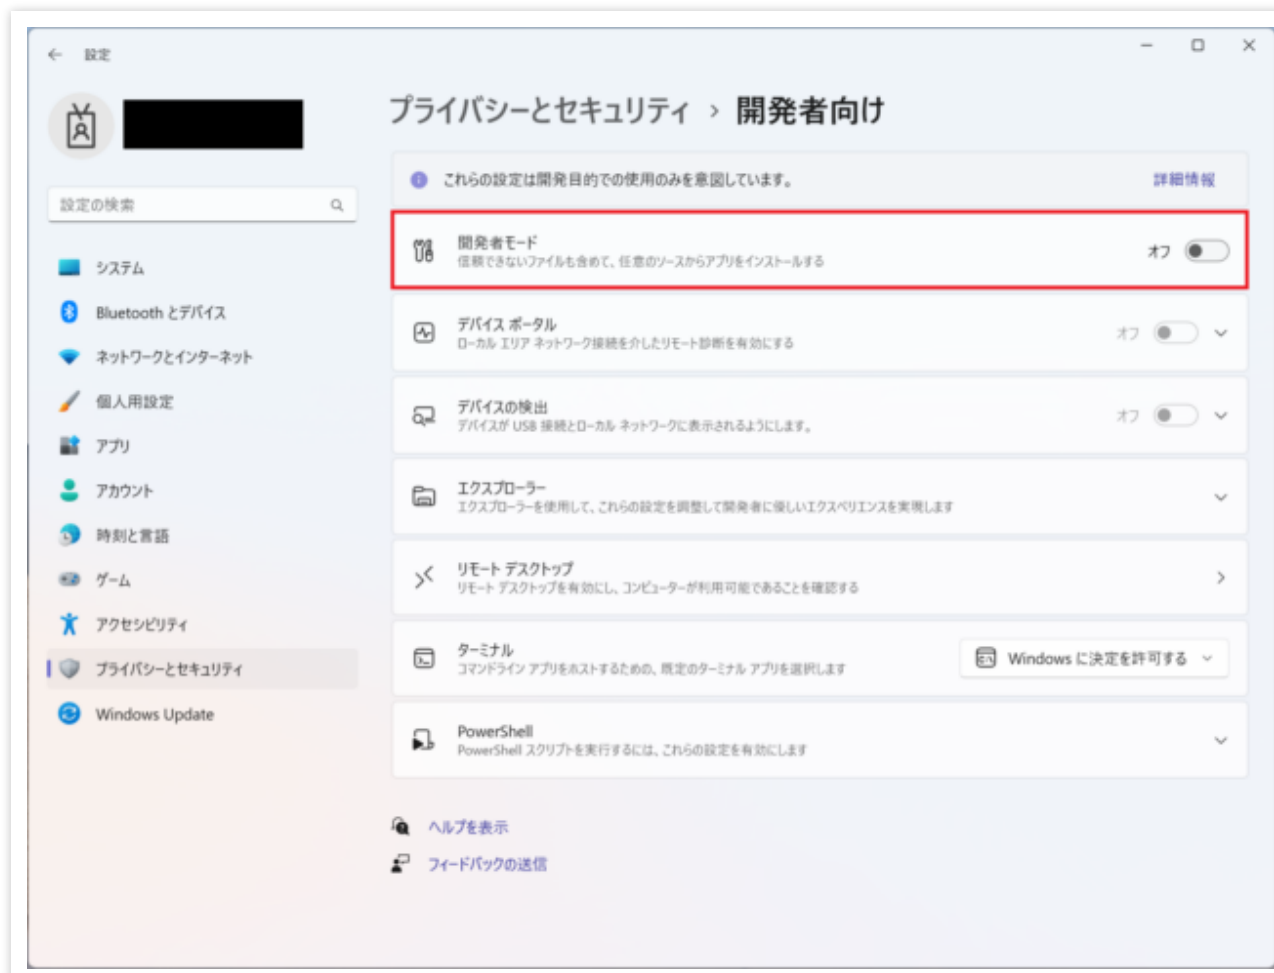 設定
プライバシーとセキュリティ › 開発者向け
これらの設定は開発目的での使用のみを意図しています。
詳細情報
設定の検索
システム
Bluetooth とデバイス
ネットワークとインターネット
個人用設定
アプリ
アカウント
時刻と言語
ゲーム
アクセシビリティ
プライバシーとセキュリティ
Windows Update
開発者モード
信頼できないファイルも含めて、任意のソースからアプリをインストールする
オフ
デバイス ポータル
ローカル エリア ネットワーク接続を介したリモート診断を有効にする
オフ
デバイスの検出
デバイスが USB 接続とローカル ネットワークに表示されるようにします。
オフ
エクスプローラー
エクスプローラーを使用して、これらの設定を調整して開発者に優しいエクスペリエンスを実現します
リモート デスクトップ
リモート デスクトップを有効にし、コンピューターが利用可能であることを確認する
ターミナル
コマンドライン アプリをホストするための、既定のターミナル アプリを選択します
Windows に決定を許可する
PowerShell
PowerShell スクリプトを実行するには、これらの設定を有効にします
ヘルプを表示
フィードバックの送信